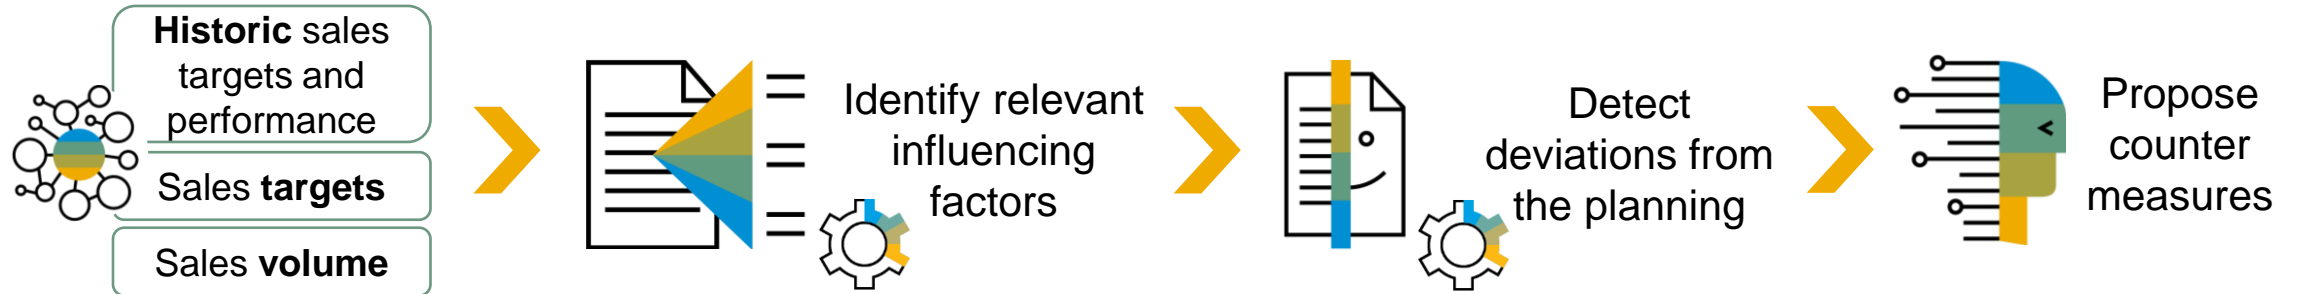 Historic sales
targets and
performance
Sales targets
Sales volume
Identify relevant
influencing
factors
Detect
deviations from
the planning
Propose
counter
measures